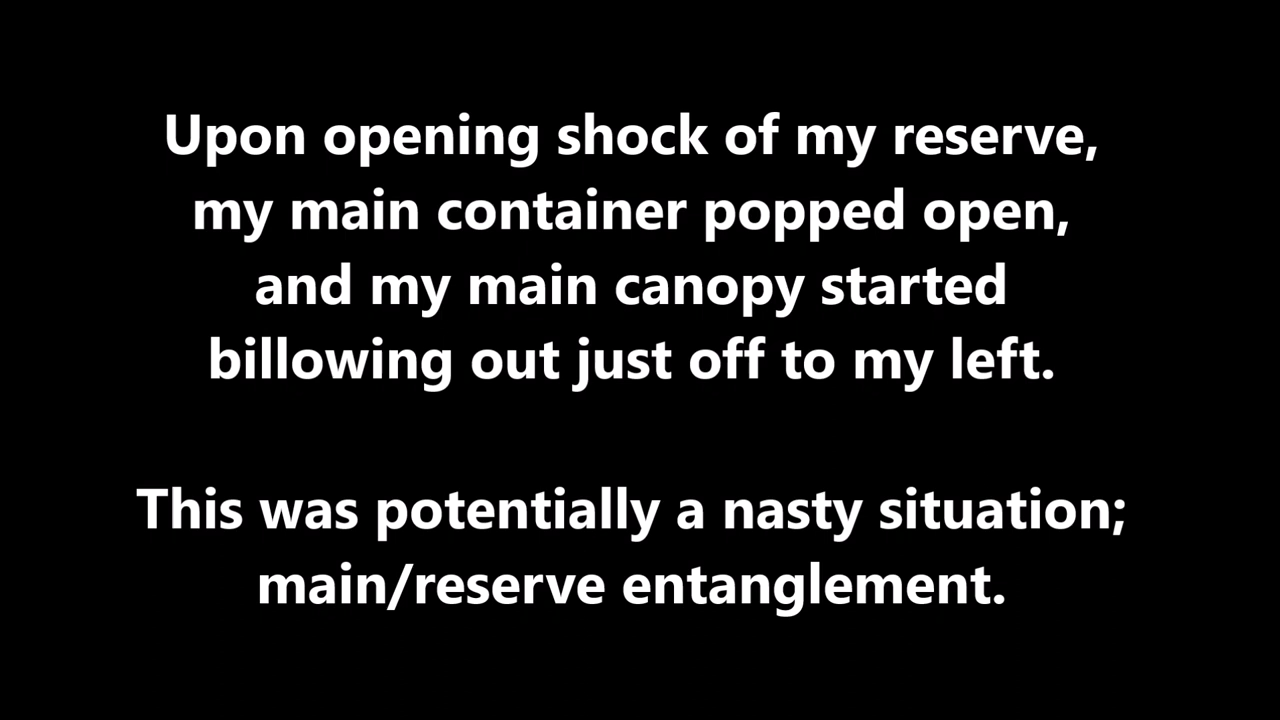 Upon opening shock of my reserve,
my main container popped open,
and my main canopy started
billowing out just off to my left.
This was potentially a nasty situation;
main/reserve entanglement.